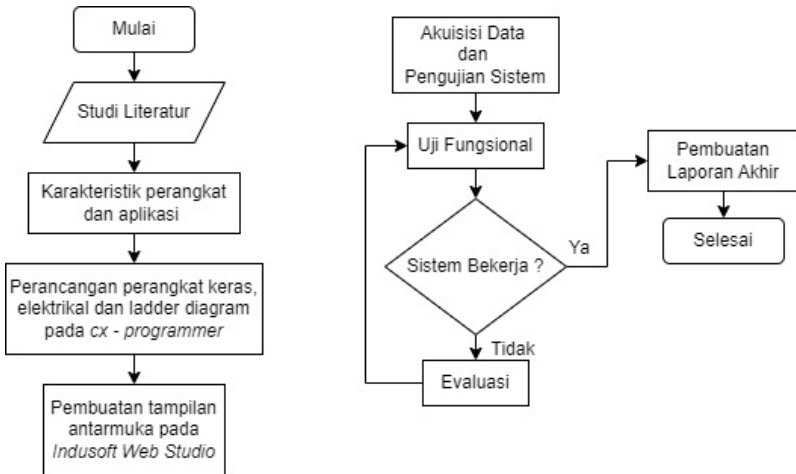 Mulai
Studi Literatur
Karakteristik perangkat
dan aplikasi
Perancangan perangkat keras,
elektrikal dan ladder diagram
pada cx - programmer
Pembuatan tampilan
antarmuka pada
Indusoft Web Studio
Akuisisi Data
dan
Pengujian Sistem
Uji Fungsional
Sistem Bekerja ?
Ya
Tidak
Evaluasi
Pembuatan
Laporan Akhir
Selesai